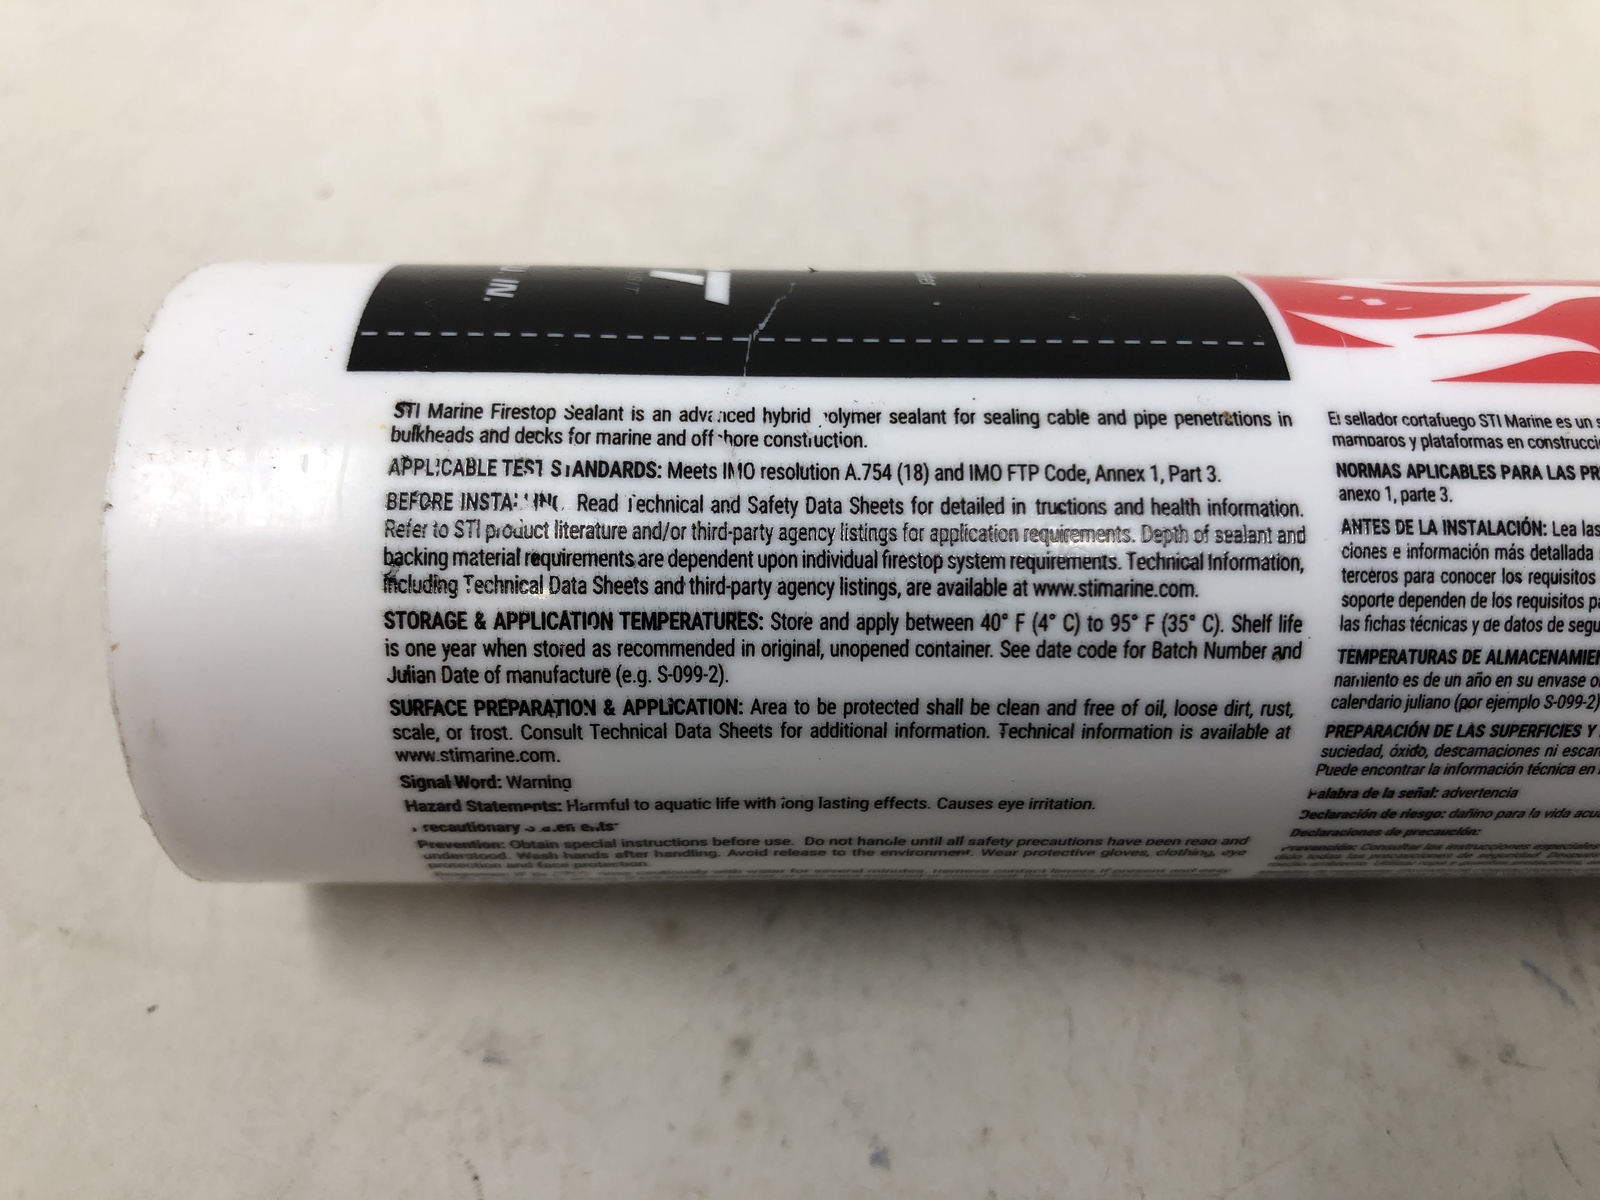 IN.
STI Marine Firestop Sealant is an advanced hybrid polymer sealant for sealing cable and pipe penetrations in
bulkheads and decks for marine and offshore construction.
APPLICABLE TEST STANDARDS: Meets IMO resolution A.754 (18) and IMO FTP Code, Annex 1, Part 3.
BEFORE INSTALLING: Read Technical and Safety Data Sheets for detailed instructions and health information.
Refer to STI product literature and/or third-party agency listings for application requirements. Depth of sealant and
backing material requirements are dependent upon individual firestop system requirements. Technical Information,
including Technical Data Sheets and third-party agency listings, are available at www.stimarine.com.
STORAGE & APPLICATION TEMPERATURES: Store and apply between 40° F (4° C) to 95° F (35° C). Shelf life
is one year when stored as recommended in original, unopened container. See date code for Batch Number and
Julian Date of manufacture (e.g. S-099-2).
SURFACE PREPARATION & APPLICATION: Area to be protected shall be clean and free of oil, loose dirt, rust,
scale, or frost. Consult Technical Data Sheets for additional information. Technical information is available at
www.stimarine.com.
Signal Word: Warning
Hazard Statements: Harmful to aquatic life with long lasting effects. Causes eye irritation.
Precautionary Statements:
Prevention: Obtain special instructions before use. Do not handle until all safety precautions have been read and
understood. Wash hands after handling. Avoid release to the environment. Wear protective gloves, clothing, eye
protection and face protection.
El sellador cortafuego STI Marine es un
mamparos y plataformas en
NORMAS APLICABLES PARA LAS
anexo 1, parte 3.
ANTES DE LA INSTALACIÓN: Lea las
ciones e información más detallada
terceros para conocer los requisitos
soporte dependen de los requisitos
las fichas técnicas y de datos de
TEMPERATURAS DE
namiento es de un año en su envase
calendario juliano (por ejemplo S-099-2)
PREPARACIÓN DE LAS SUPERFICIES Y
suciedad, óxido, descamaciones ni
Puede encontrar la información técnica en
Palabra de la señal: advertencia
Declaración de riesgo: dañino para la vida
Declaraciones de precaución:
Prevención: Consultar las instrucciones